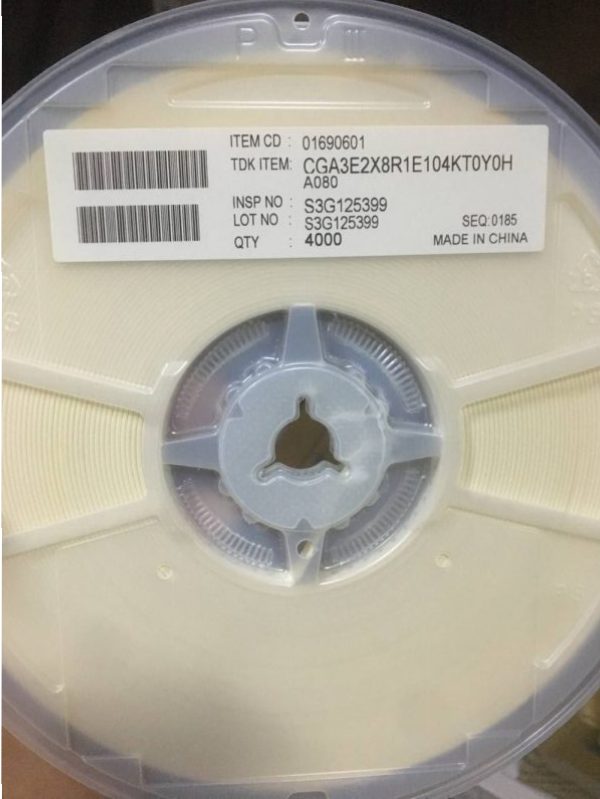 P
ITEM CD : 01690601
TDK ITEM: CGA3E2X8R1E104KT0Y0H
A080
INSP NO : S3G125399
LOT NO : S3G125399
SEQ:0185
QTY : 4000
MADE IN CHINA